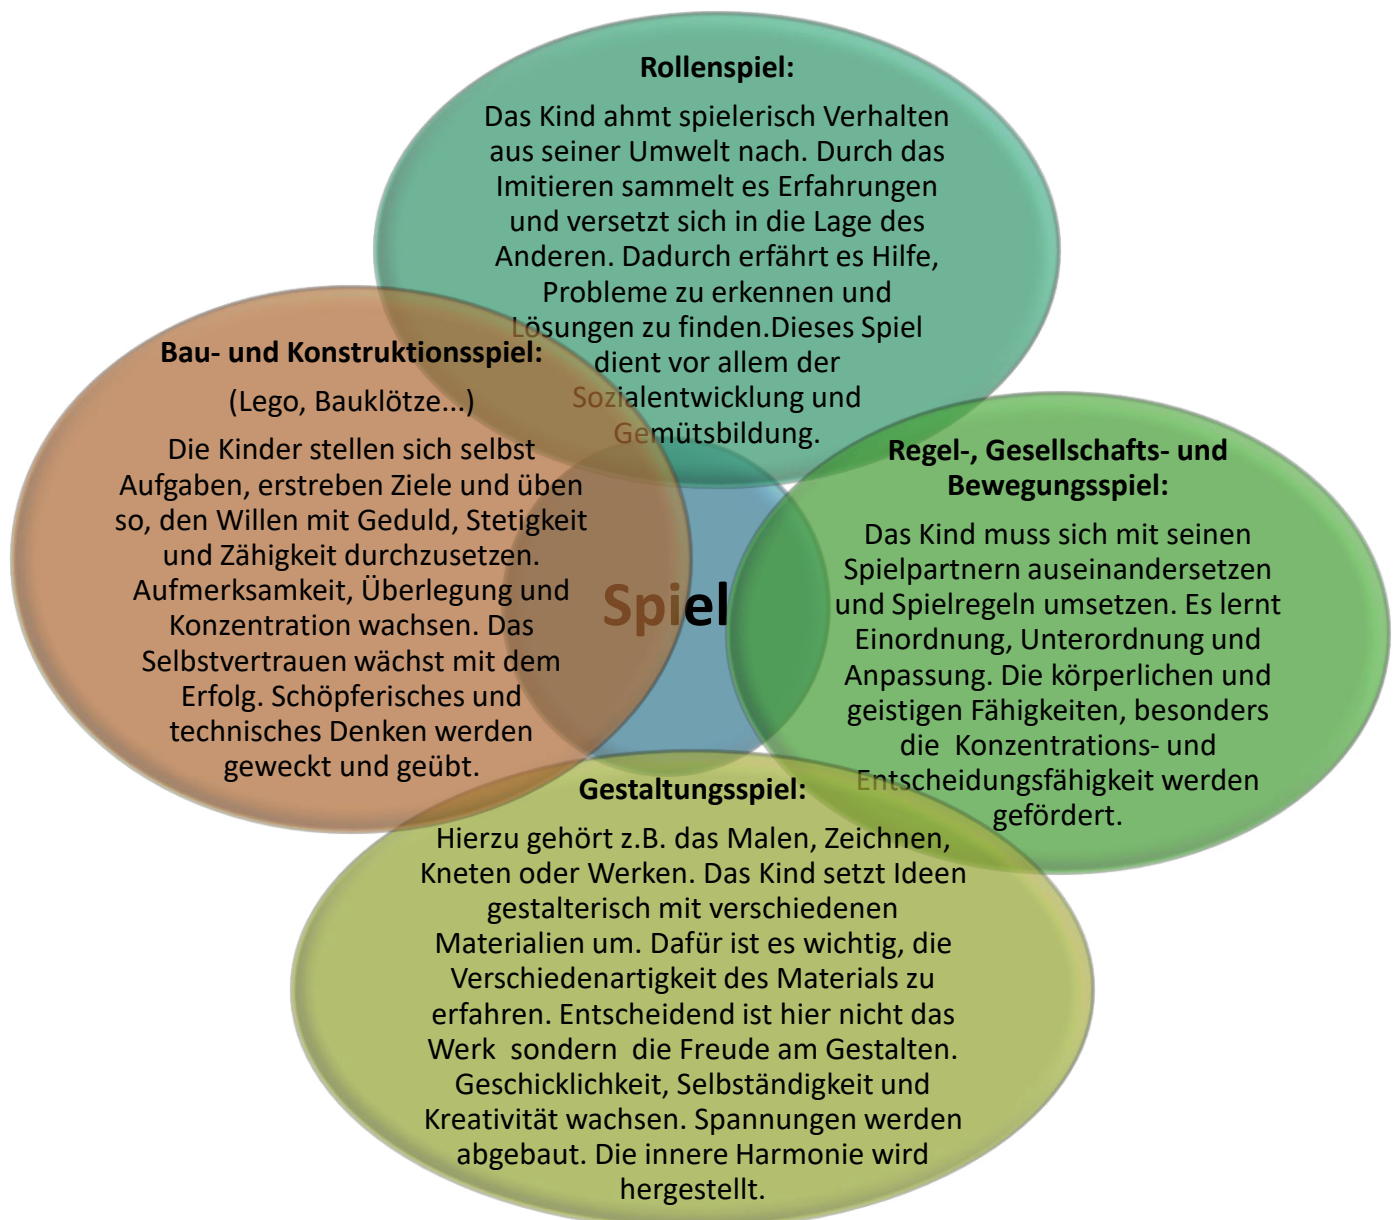 Rollenspiel:
Das Kind ahmt spielerisch Verhalten
aus seiner Umwelt nach. Durch das
Imitieren sammelt es Erfahrungen
und versetzt sich in die Lage des
Anderen. Dadurch erfährt es Hilfe,
Probleme zu erkennen und
Lösungen zu finden.Dieses Spiel
dient vor allem der
Sozialentwicklung und
Gemütsbildung.
Bau- und Konstruktionsspiel:
(Lego, Bauklötze...)
Die Kinder stellen sich selbst
Aufgaben, erstreben Ziele und üben
so, den Willen mit Geduld, Stetigkeit
und Zähigkeit durchzusetzen.
Aufmerksamkeit, Überlegung und
Konzentration wachsen. Das
Selbstvertrauen wächst mit dem
Erfolg. Schöpferisches und
technisches Denken werden
geweckt und geübt.
Spiel
Regel-, Gesellschafts- und
Bewegungsspiel:
Das Kind muss sich mit seinen
Spielpartnern auseinandersetzen
und Spielregeln umsetzen. Es lernt
Einordnung, Unterordnung und
Anpassung. Die körperlichen und
geistigen Fähigkeiten, besonders
die  Konzentrations- und
Entscheidungsfähigkeit werden
gefördert.
Gestaltungsspiel:
Hierzu gehört z.B. das Malen, Zeichnen,
Kneten oder Werken. Das Kind setzt Ideen
gestalterisch mit verschiedenen
Materialien um. Dafür ist es wichtig, die
Verschiedenartigkeit des Materials zu
erfahren. Entscheidend ist hier nicht das
Werk  sondern  die Freude am Gestalten.
Geschicklichkeit, Selbständigkeit und
Kreativität wachsen. Spannungen werden
abgebaut. Die innere Harmonie wird
hergestellt.